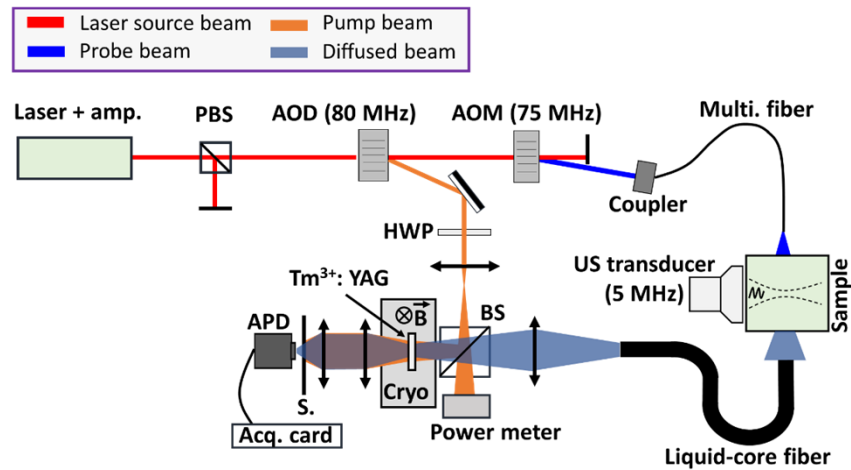 Laser source beam
Pump beam
Probe beam
Diffused beam
Laser + amp.
PBS
AOD (80 MHz)
AOM (75 MHz)
Multi. fiber
Coupler
HWP
US transducer
(5 MHz)
Sample
Tm³⁺: YAG
APD
B
BS
S.
Cryo
Acq. card
Power meter
Liquid-core fiber